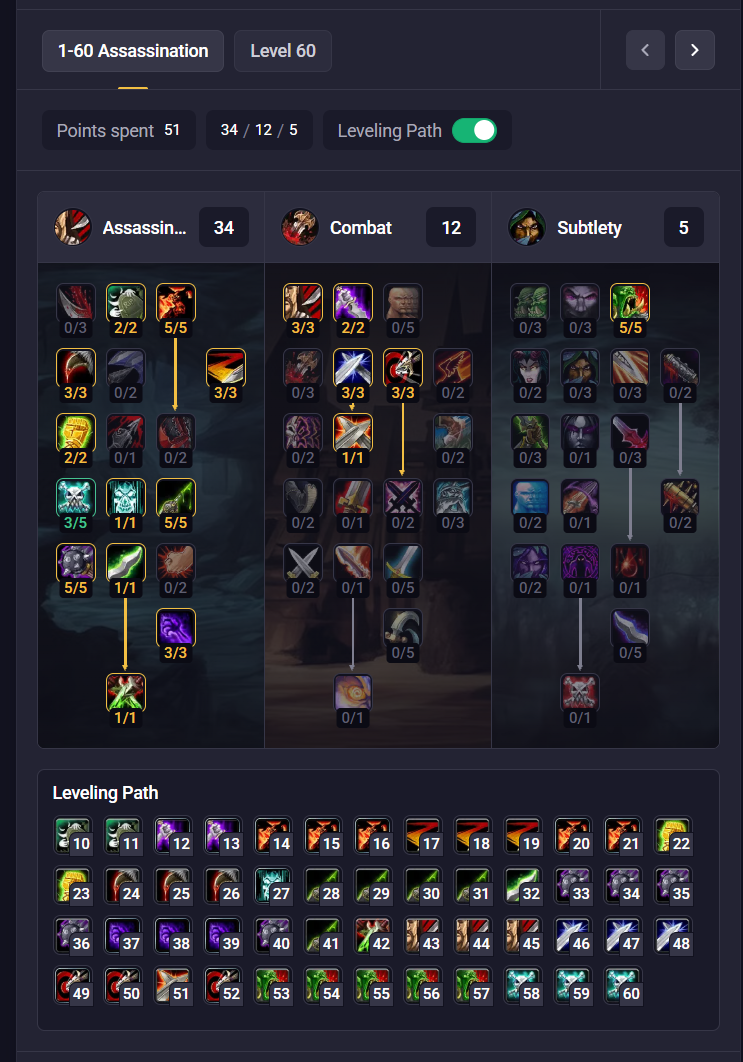 1-60 Assassination Level 60
Points spent 51 34 / 12 / 5 Leveling Path
Assassin... 34 Combat 12 Subtlety 5
0/3 2/2 5/5 3/3 2/2 0/5 0/3 0/3 5/5
3/3 0/2 3/3 0/3 3/3 3/3 0/2 0/2 0/3 0/3 0/2
2/2 0/1 0/2 0/2 1/1 0/2 0/3 0/1 0/3
3/5 1/1 5/5 0/2 0/1 0/2 0/3 0/2 0/1 0/2
5/5 1/1 0/2 0/2 0/1 0/5 0/2 0/1 0/1
3/3 0/5 0/5
1/1 0/1 0/1
Leveling Path
10 11 12 13 14 15 16 17 18 19 20 21 22
23 24 25 26 27 28 29 30 31 32 33 34 35
36 37 38 39 40 41 42 43 44 45 46 47 48
49 50 51 52 53 54 55 56 57 58 59 60